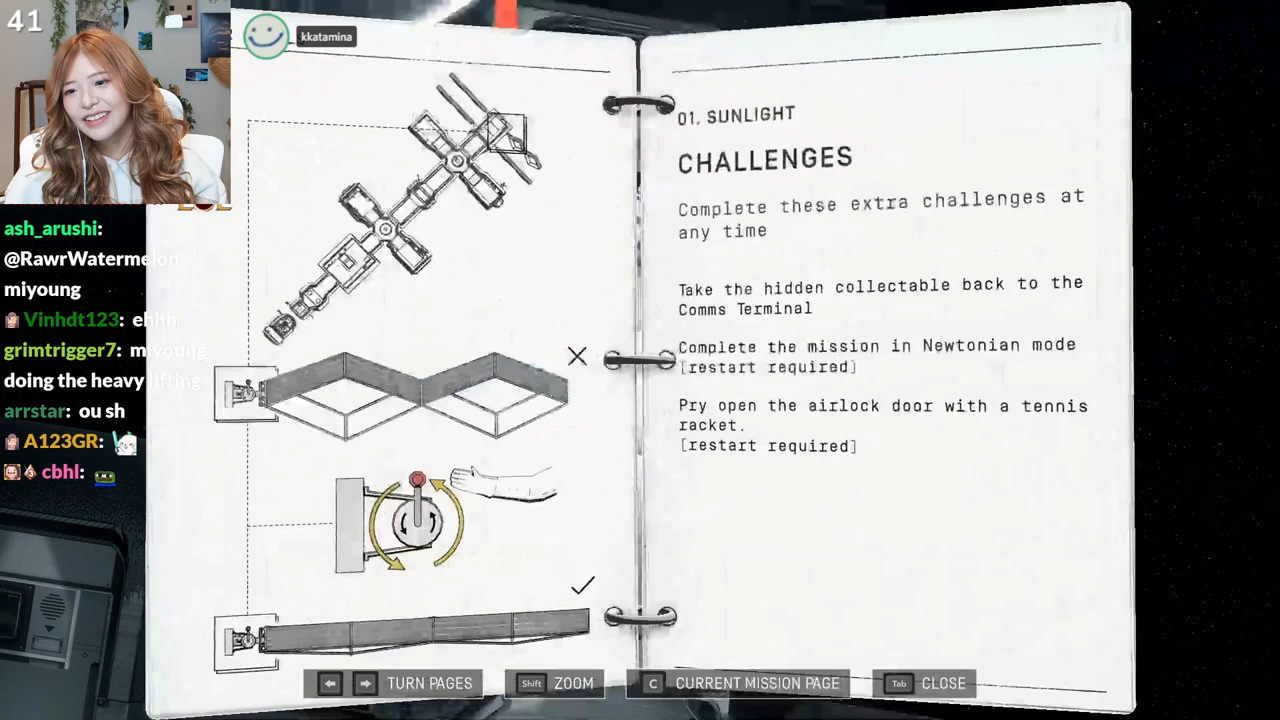 41
kkatamina
ash_arushi:
@RawrWatermelon
miyoung
Vinhdt123: ehhh
grimtrigger7: miyoung
doing the heavy lifting
arrstar: ou sh
A123GR:
cbhl:
01. SUNLIGHT
CHALLENGES
Complete these extra challenges at
any time
Take the hidden collectable back to the
Comms Terminal
Complete the mission in Newtonian mode
[restart required]
Pry open the airlock door with a tennis
racket.
[restart required]
TURN PAGES
Shift ZOOM
C CURRENT MISSION PAGE
Tab CLOSE